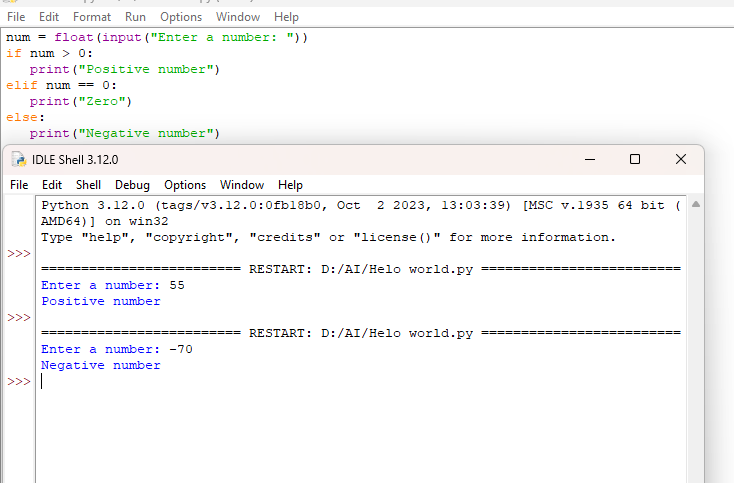 File Edit Format Run Options Window Help
num = float(input("Enter a number: "))
if num > 0:
   print("Positive number")
elif num == 0:
   print("Zero")
else:
   print("Negative number")
IDLE Shell 3.12.0
File Edit Shell Debug Options Window Help
Python 3.12.0 (tags/v3.12.0:0fb18b0, Oct  2 2023, 13:03:39) [MSC v.1935 64 bit (
AMD64)] on win32
Type "help", "copyright", "credits" or "license()" for more information.
>>>
========================= RESTART: D:/AI/Helo world.py =========================
Enter a number: 55
Positive number
>>>
========================= RESTART: D:/AI/Helo world.py =========================
Enter a number: -70
Negative number
>>>